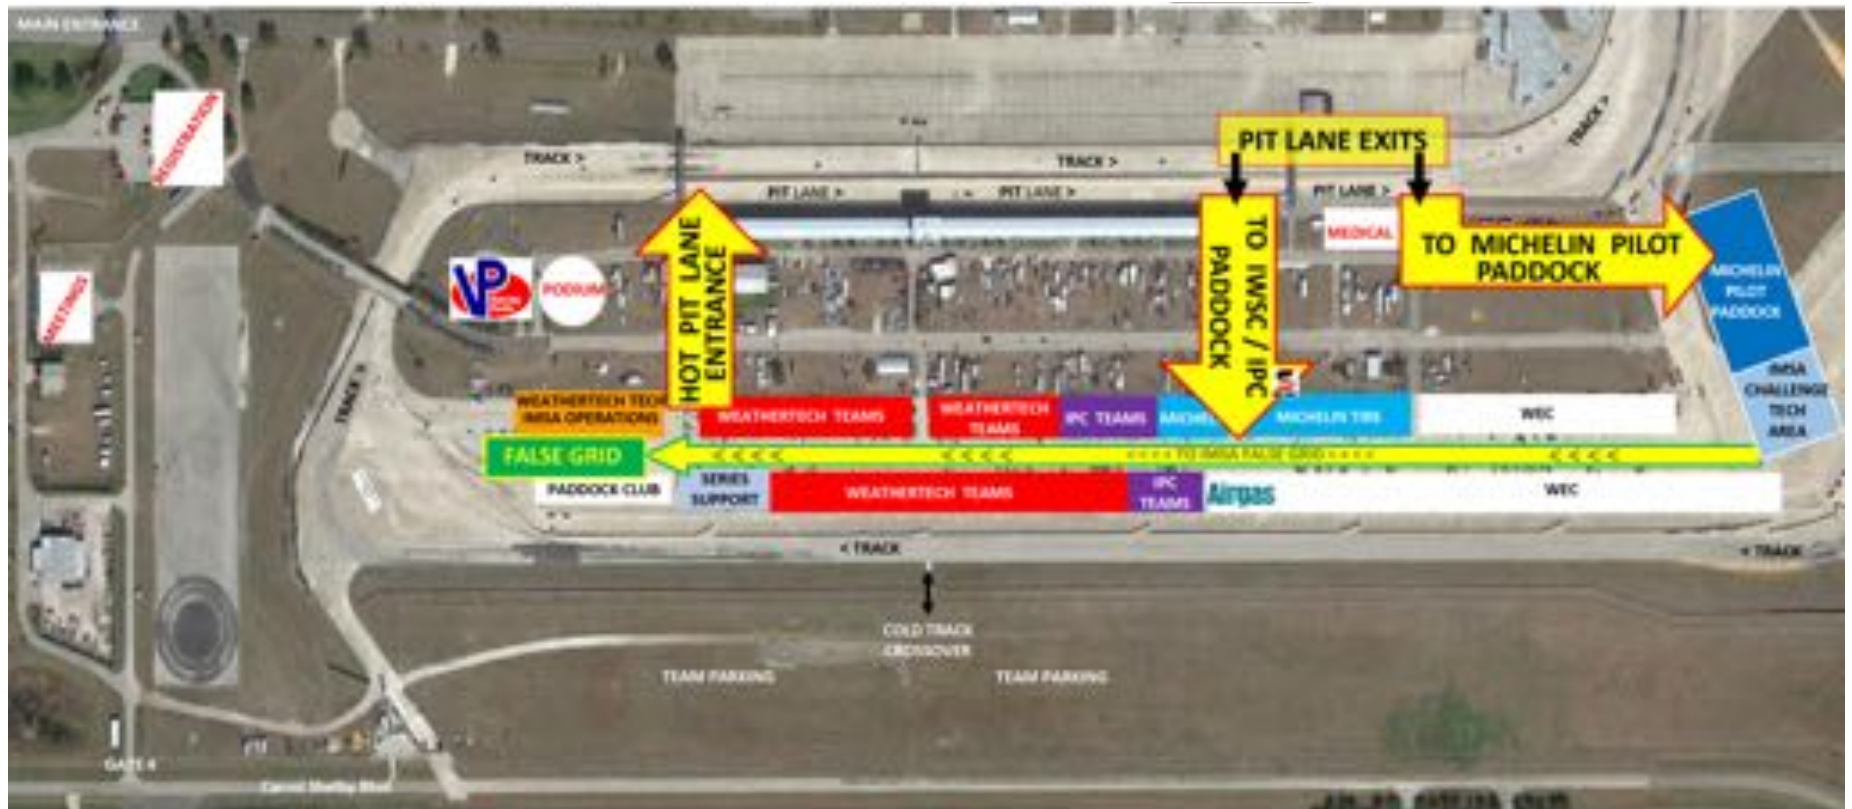 MAIN ENTRANCE
REGISTRATION
MEETINGS
TRACK >
TRACK >
TRACK >
PIT LANE EXITS
PIT LANE >
PIT LANE >
PIT LANE >
MEDICAL
VP
PODIUM
HOT PIT LANE
ENTRANCE
TO IWSC / IPC
PADDOCK
TO MICHELIN PILOT
PADDOCK
MICHELIN
PILOT
PADDOCK
IMSA
CHALLENGE
TECH
AREA
TRACK >
WEATHERTECH TECH
IMSA OPERATIONS
WEATHERTECH TEAMS
WEATHERTECH
TEAMS
IPC TEAMS
MICHELIN TIRE
WEC
FALSE GRID
< < < <
< < < <
< < < < TO IMSA FALSE GRID < < < <
< < < <
PADDOCK CLUB
SERIES
SUPPORT
WEATHERTECH TEAMS
IPC
TEAMS
Airgas
WEC
< TRACK
< TRACK
COLD TRACK
CROSSOVER
TEAM PARKING
TEAM PARKING
GATE 4
Carroll Shelby Blvd